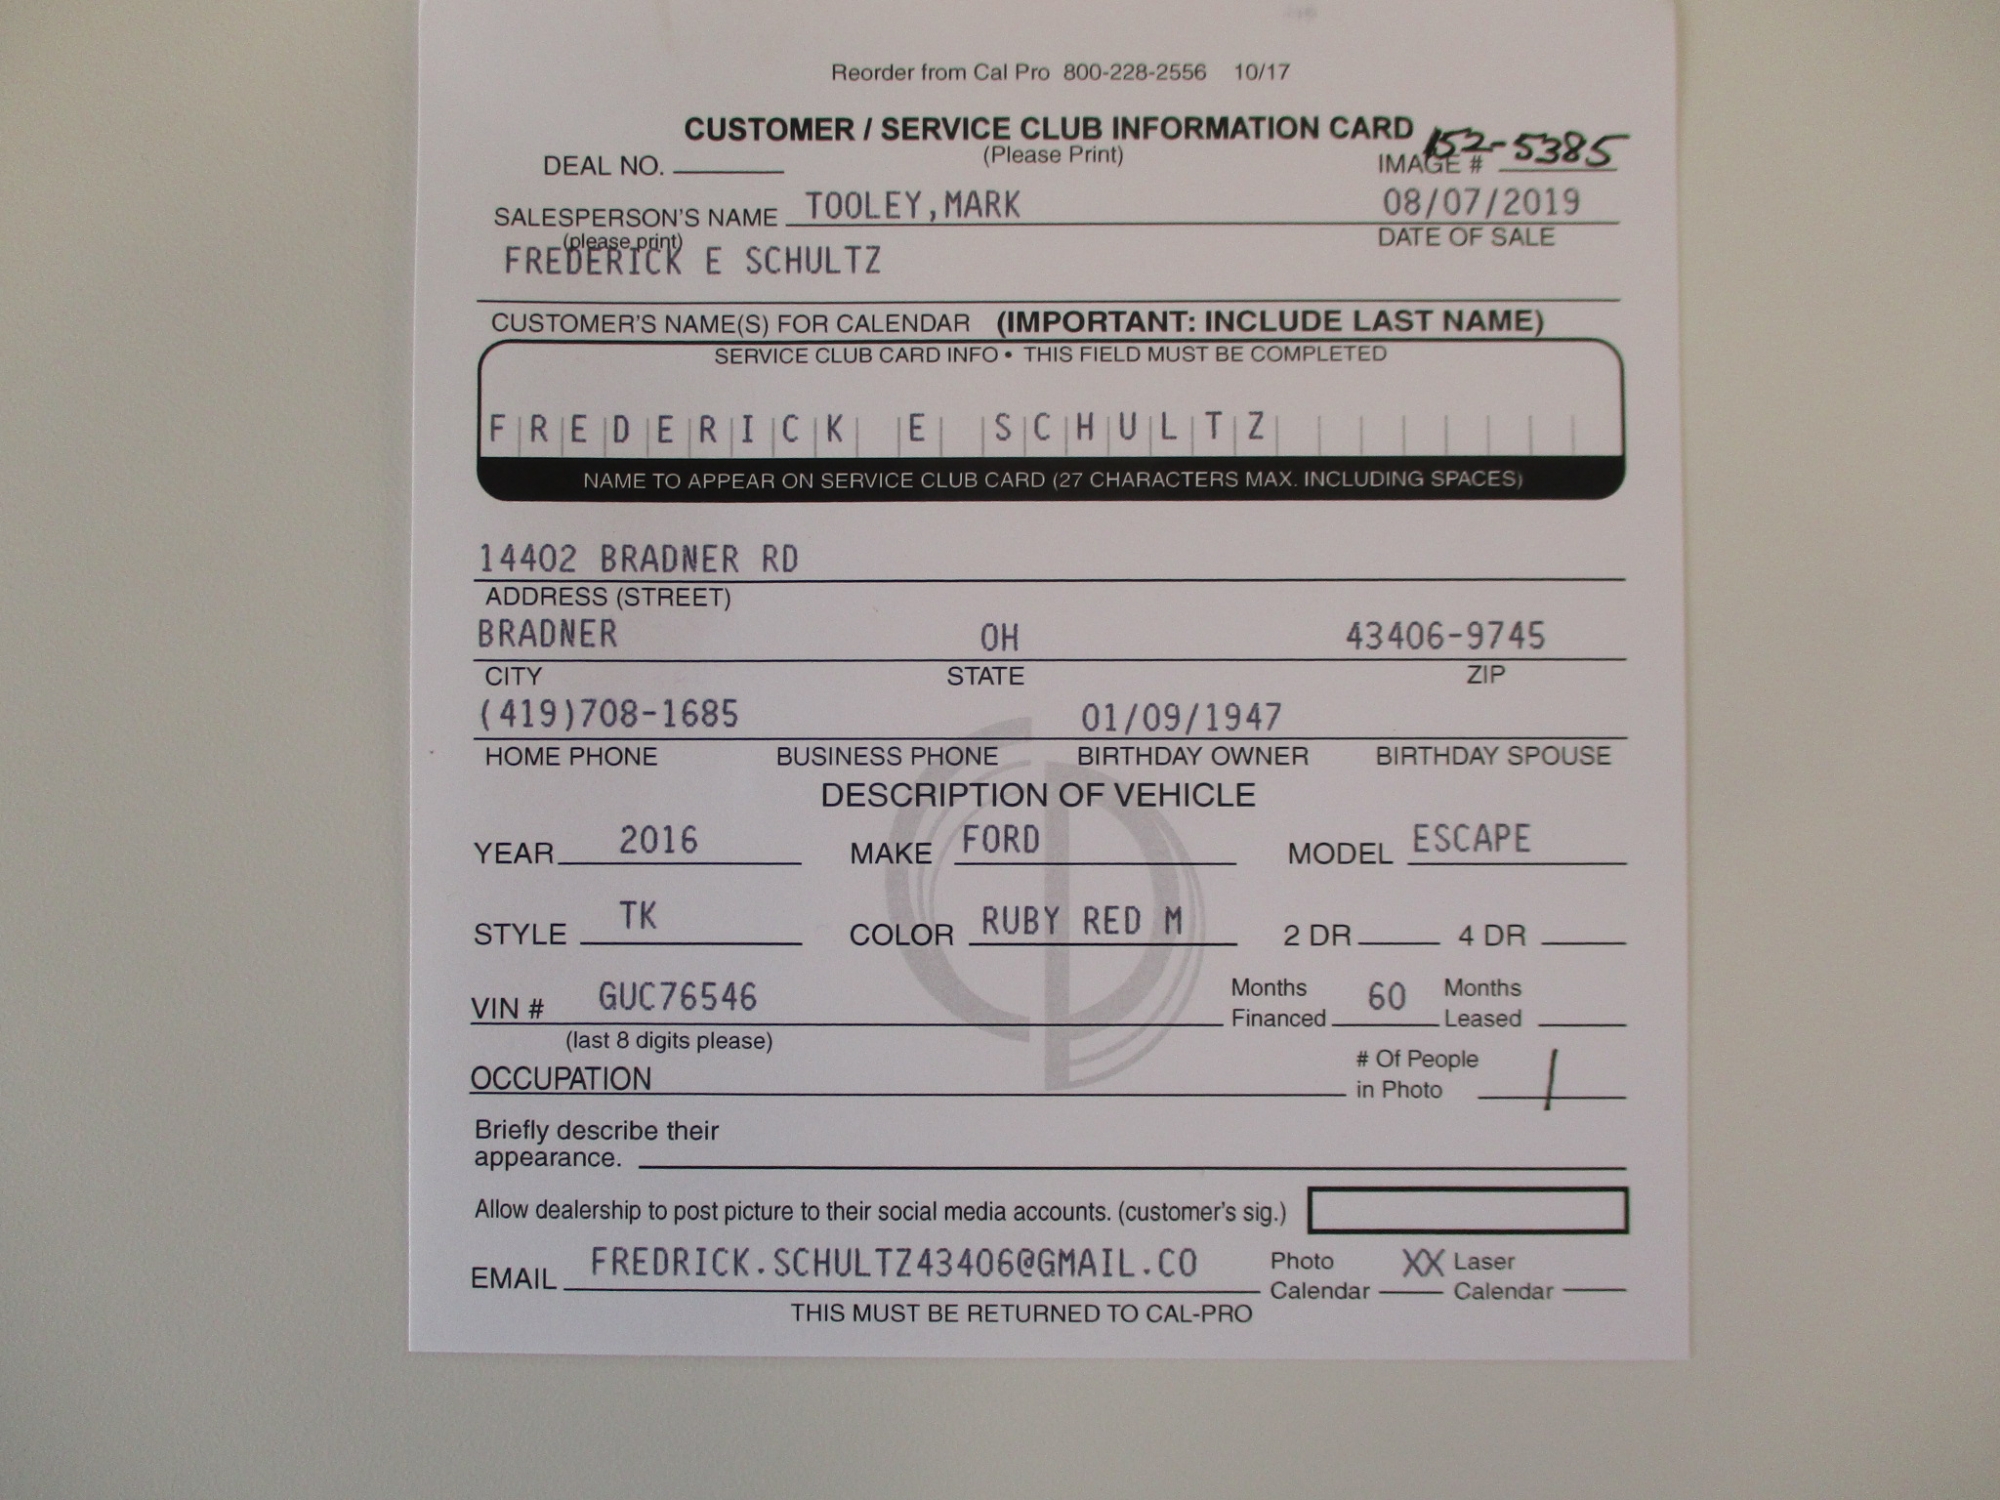 Reorder from Cal Pro 800-228-2556 10/17
CUSTOMER / SERVICE CLUB INFORMATION CARD
(Please Print)
DEAL NO.
IMAGE # 152-5385
SALESPERSON'S NAME TOOLEY,MARK 08/07/2019
(please print) DATE OF SALE
FREDERICK E SCHULTZ
CUSTOMER'S NAME(S) FOR CALENDAR (IMPORTANT: INCLUDE LAST NAME)
SERVICE CLUB CARD INFO • THIS FIELD MUST BE COMPLETED
FREDERICK E SCHULTZ
NAME TO APPEAR ON SERVICE CLUB CARD (27 CHARACTERS MAX. INCLUDING SPACES)
14402 BRADNER RD
ADDRESS (STREET)
BRADNER OH 43406-9745
CITY STATE ZIP
(419)708-1685 01/09/1947
HOME PHONE BUSINESS PHONE BIRTHDAY OWNER BIRTHDAY SPOUSE
DESCRIPTION OF VEHICLE
YEAR 2016 MAKE FORD MODEL ESCAPE
STYLE TK COLOR RUBY RED M 2 DR 4 DR
VIN # GUC76546 Months Financed 60 Months Leased
(last 8 digits please)
OCCUPATION # Of People in Photo 1
Briefly describe their
appearance.
Allow dealership to post picture to their social media accounts. (customer's sig.)
EMAIL FREDRICK.SCHULTZ43406@GMAIL.CO Photo Calendar XX Laser Calendar
THIS MUST BE RETURNED TO CAL-PRO